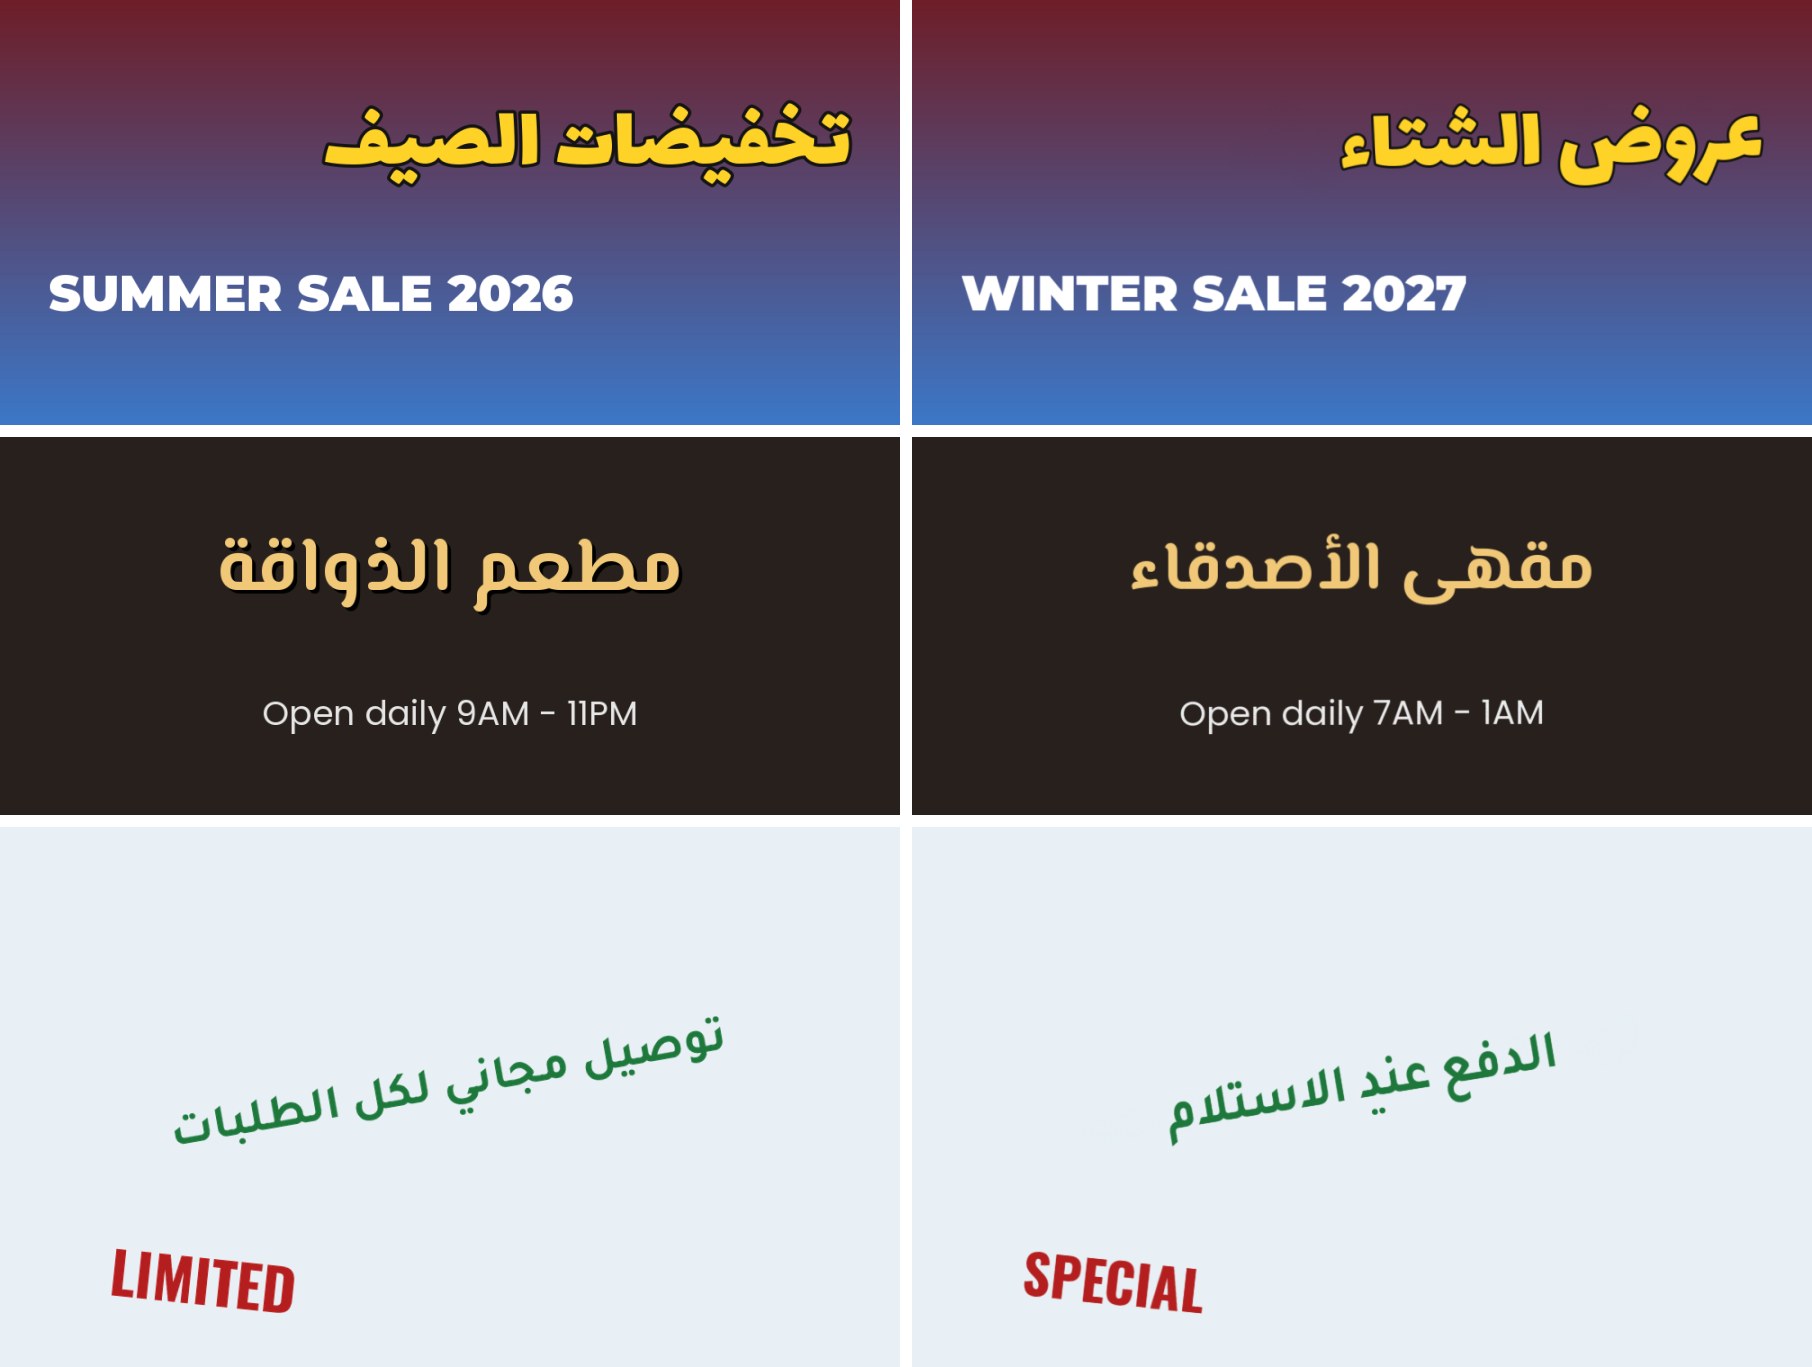 تخفيضات الصيف
SUMMER SALE 2026
عروض الشتاء
WINTER SALE 2027
مطعم الذواقة
Open daily 9AM - 11PM
مقهى الأصدقاء
Open daily 7AM - 1AM
توصيل مجاني لكل الطلبات
LIMITED
الدفع عند الاستلام
SPECIAL